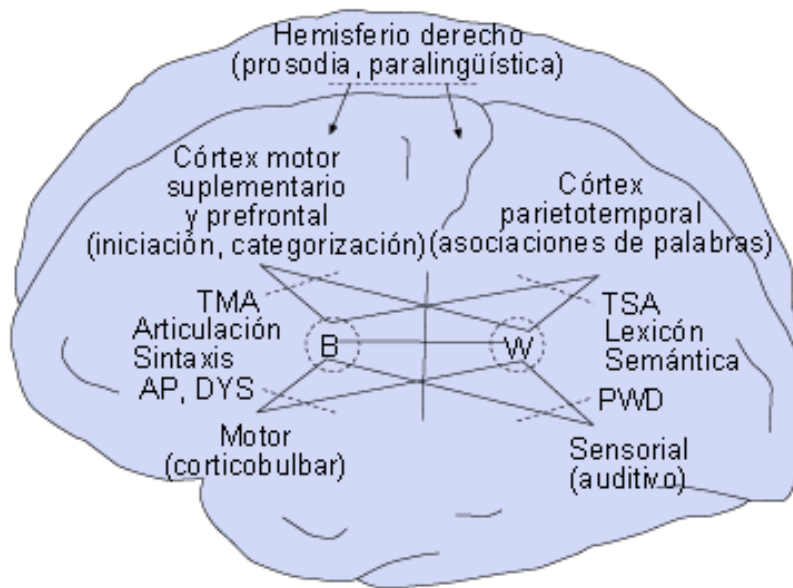 Hemisferio derecho
(prosodia, paralingüística)
Córtex motor
suplementario
y prefrontal
(iniciación, categorización)
Córtex
parietotemporal
(asociaciones de palabras)
TMA
Articulación
Sintaxis
AP, DYS
B
W
TSA
Lexicón
Semántica
PWD
Motor
(corticobulbar)
Sensorial
(auditivo)